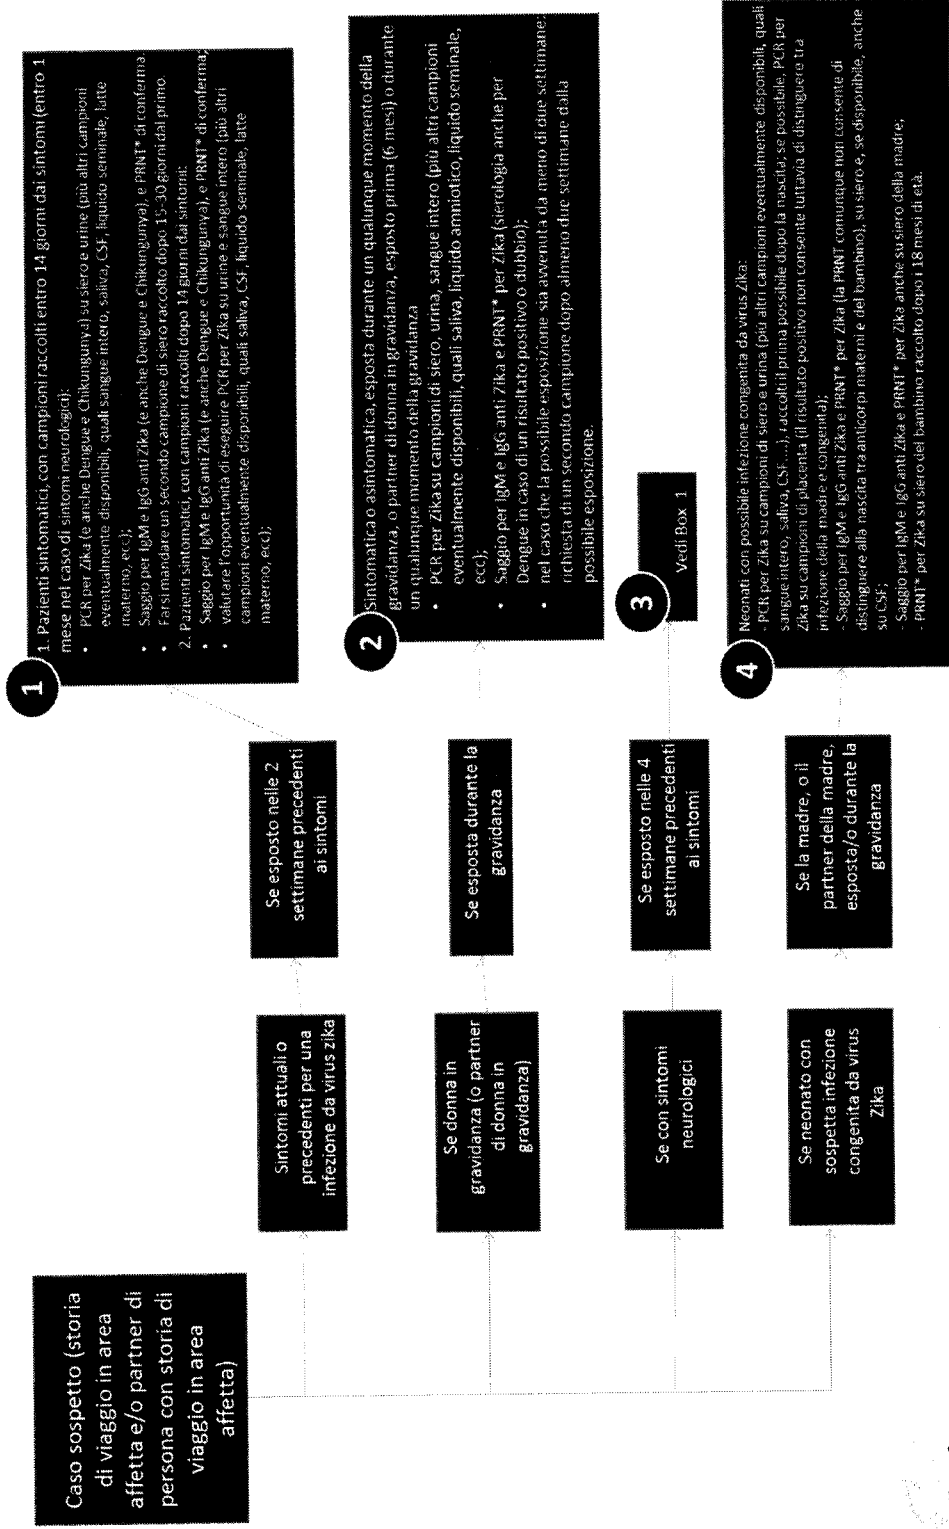 Caso sospetto (storia
di viaggio in area
affetta e/o partner di
persona con storia di
viaggio in area
affetta)
Sintomi attuali o
precedenti per una
infezione da virus zika
Se esposto nelle 2
settimane precedenti
ai sintomi
1
1. Pazienti sintomatici, con campioni raccolti entro 14 giorni dai sintomi (entro 1
mese nel caso di sintomi neurologici):
• PCR per Zika (e anche Dengue e Chikungunya) su siero e urine (più altri campioni
eventualmente disponibili, quali sangue intero, saliva, CSF, liquido seminale, latte
materno, ecc);
• Saggio per IgM e IgG anti Zika (e anche Dengue e Chikungunya), e PRNT* di conferma
• Farsi mandare un secondo campione di siero raccolto dopo 15-30 giorni dal primo.
2. Pazienti sintomatici, con campioni raccolti dopo 14 giorni dai sintomi:
• Saggio per IgM e IgG anti Zika (e anche Dengue e Chikungunya), e PRNT* di conferma;
• valutare l'opportunità di eseguire PCR per Zika su urine e sangue intero (più altri
campioni eventualmente disponibili, quali saliva, CSF, liquido seminale, latte
materno, ecc);
Se donna in
gravidanza (o partner
di donna in
gravidanza)
Se esposta durante la
gravidanza
2
Sintomatica o asintomatica, esposta durante un qualunque momento della
gravidanza, o partner di donna in gravidanza, esposto prima (6 mesi) o durante
un qualunque momento della gravidanza
• PCR per Zika su campioni di siero, urina, sangue intero (più altri campioni
eventualmente disponibili, quali saliva, liquido amniotico, liquido seminale,
ecc);
• Saggio per IgM e IgG anti Zika e PRNT* per Zika (sierologia anche per
Dengue in caso di un risultato positivo o dubbio);
• nel caso che la possibile esposizione sia avvenuta da meno di due settimane:
richiesta di un secondo campione dopo almeno due settimane dalla
possibile esposizione.
Se con sintomi
neurologici
Se esposto nelle 4
settimane precedenti
ai sintomi
3
Vedi Box 1
Se neonato con
sospetta infezione
congenita da virus
Zika
Se la madre, o il
partner della madre,
esposta/o durante la
gravidanza
4
Neonati con possibile infezione congenita da virus Zika:
- PCR per Zika su campioni di siero e urina (più altri campioni eventualmente disponibili, quali
sangue intero, saliva, CSF, …) raccolti il prima possibile dopo la nascita; se possibile, PCR per
Zika su campioni di placenta (il risultato positivo non consente tuttavia di distinguere tra
infezione della madre e congenita);
- Saggio per IgM e IgG anti Zika e PRNT* per Zika (la PRNT comunque non consente di
distinguere alla nascita tra anticorpi materni e del bambino), su siero e, se disponibile, anche
su CSF;
- Saggio per IgM e IgG anti Zika e PRNT* per Zika anche su siero della madre;
- PRNT* per Zika su siero del bambino raccolto dopo i 18 mesi di età.